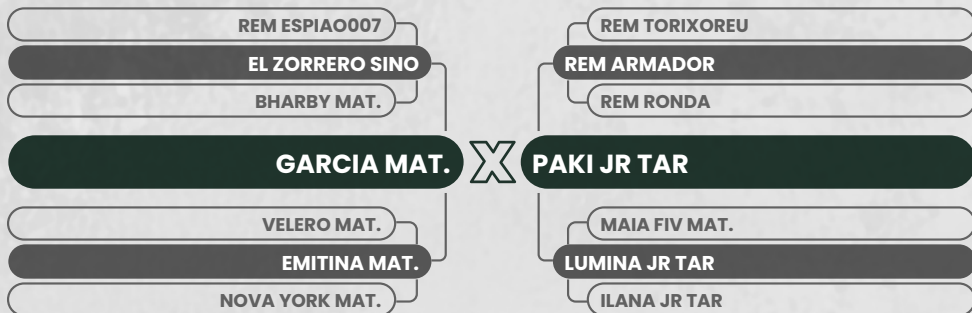 REM ESPIAO007
EL ZORRERO SINO
BHARBY MAT.
GARCIA MAT.
VELERO MAT.
EMITINA MAT.
NOVA YORK MAT.
X
REM TORIXOREU
REM ARMADOR
REM RONDA
PAKI JR TAR
MAIA FIV MAT.
LUMINA JR TAR
ILANA JR TAR